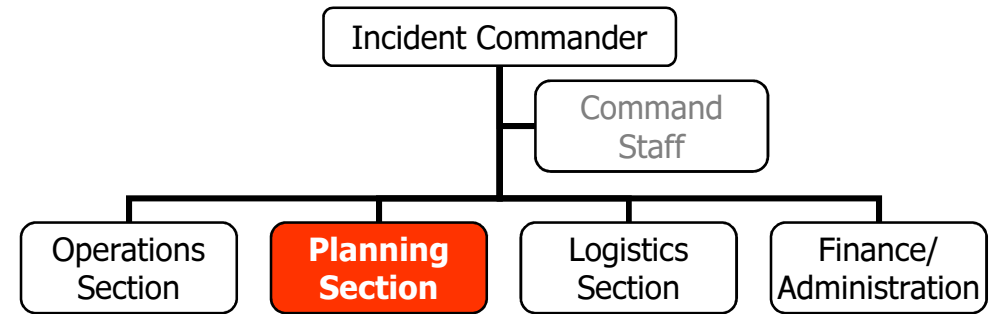 Incident Commander
Command
Staff
Operations
Section
Planning
Section
Logistics
Section
Finance/
Administration